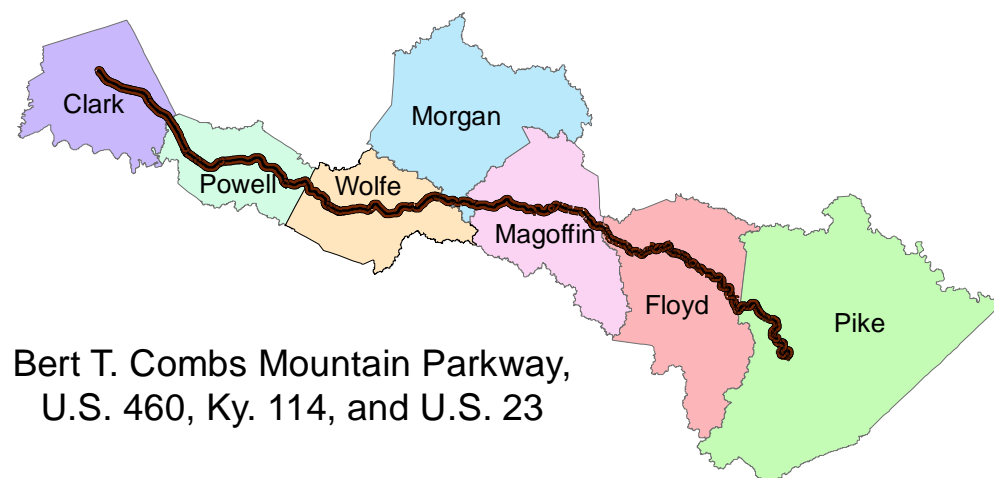 Clark
Morgan
Powell
Wolfe
Magoffin
Floyd
Pike
Bert T. Combs Mountain Parkway,
U.S. 460, Ky. 114, and U.S. 23